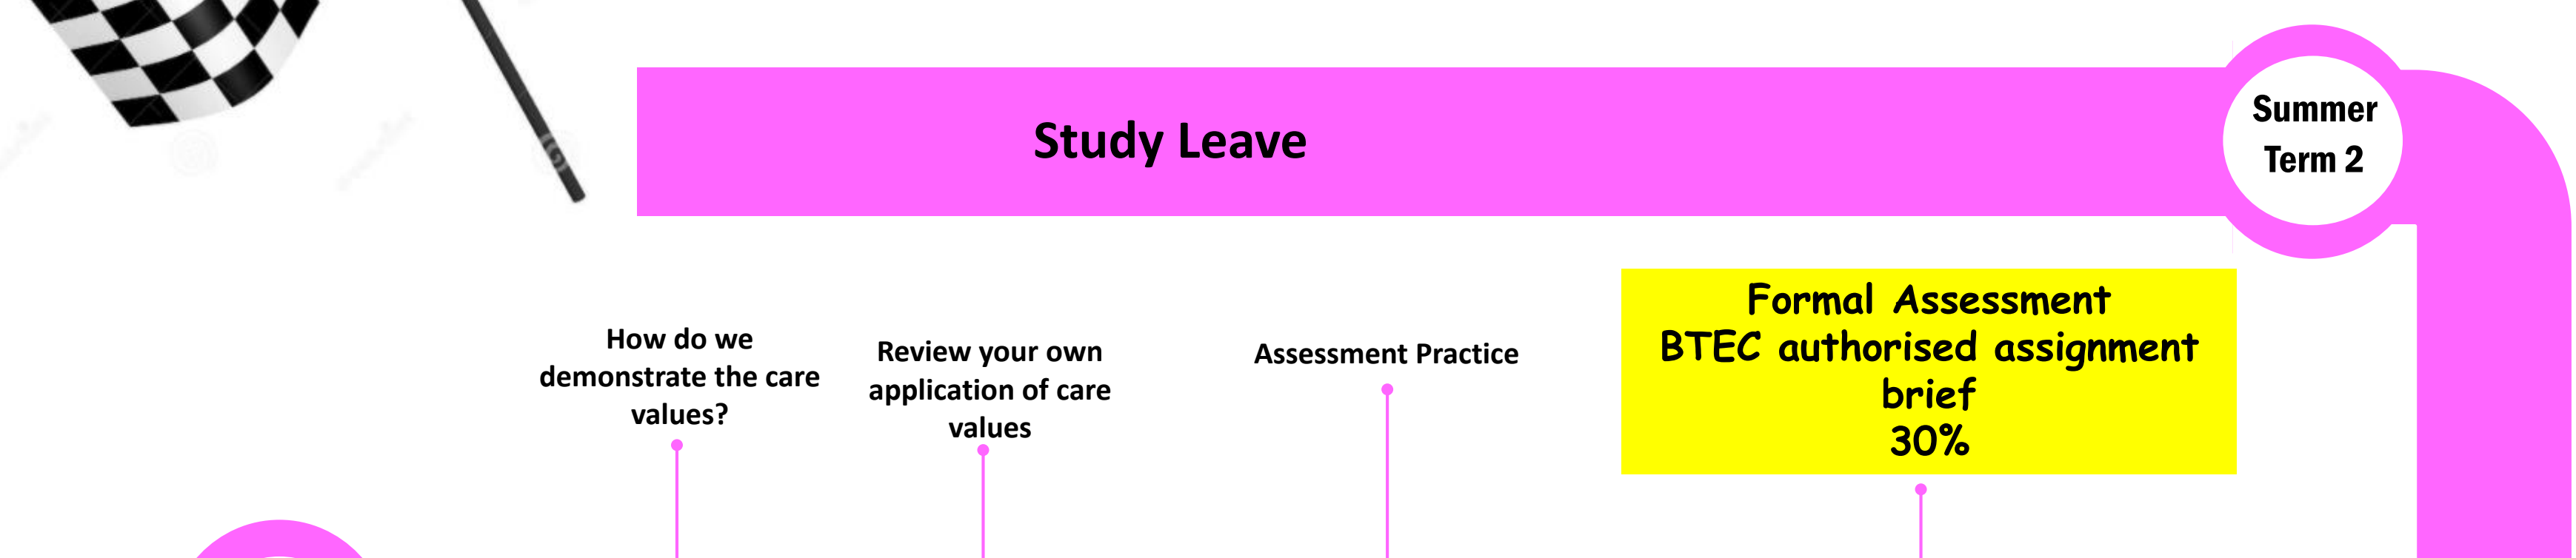 Study Leave
Summer
Term 2
How do we
demonstrate the care
values?
Review your own
application of care
values
Assessment Practice
Formal Assessment
BTEC authorised assignment
brief
30%